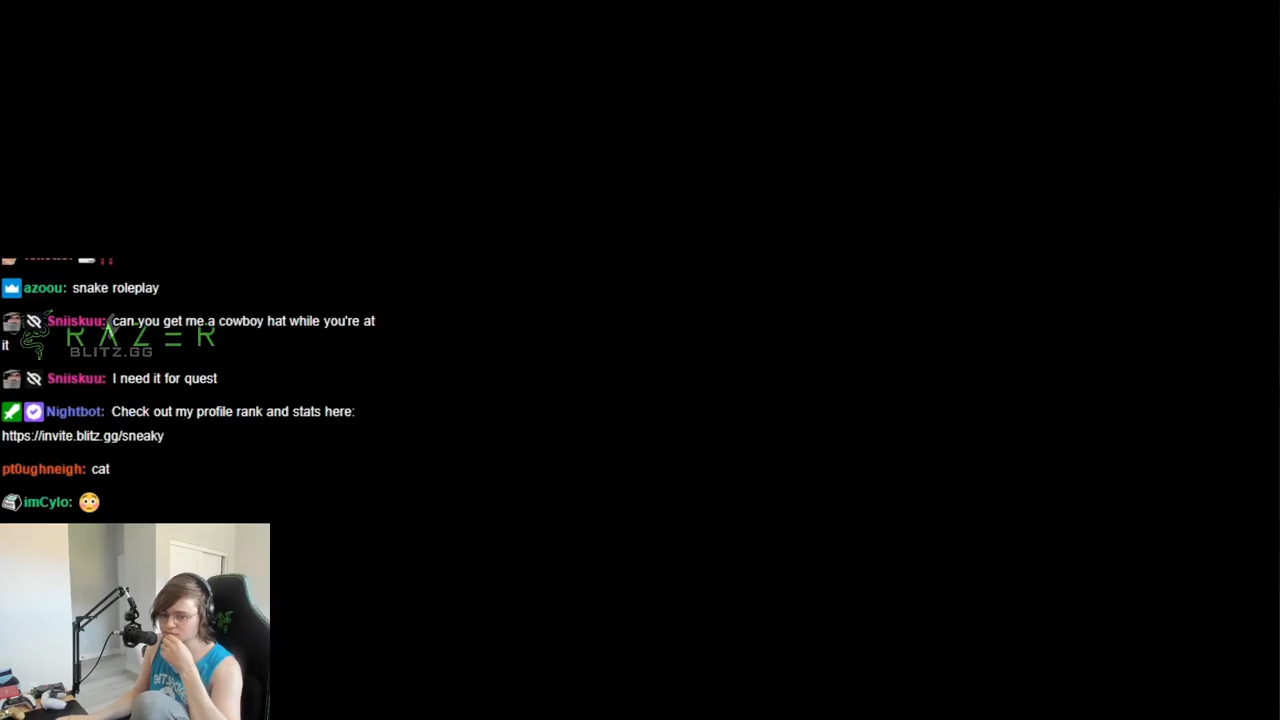 azoou: snake roleplay
Sniiskuu: can you get me a cowboy hat while you're at
it
RAZER
BLITZ.GG
Sniiskuu: I need it for quest
Nightbot: Check out my profile rank and stats here:
https://invite.blitz.gg/sneaky
pt0ughneigh: cat
imCylo: